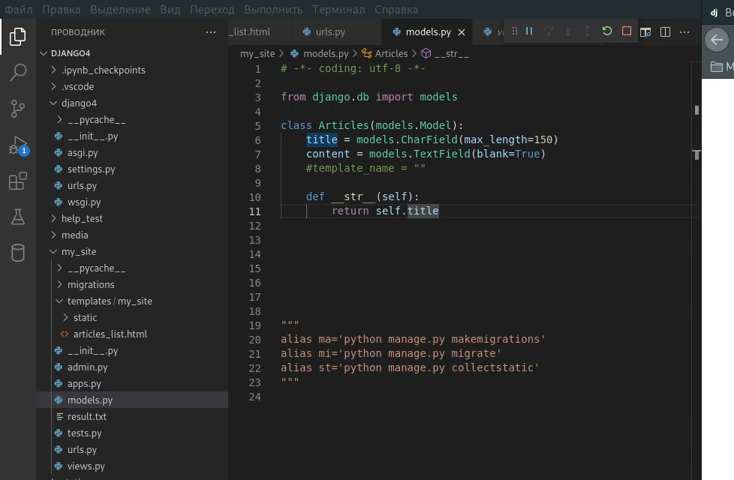 Файл Правка Выделение Вид Переход Выполнить Терминал Справка
ПРОВОДНИК
DJANGO4
.ipynb_checkpoints
.vscode
django4
__pycache__
__init__.py
asgi.py
settings.py
urls.py
wsgi.py
help_test
media
my_site
__pycache__
migrations
templates/my_site
static
articles_list.html
__init__.py
admin.py
apps.py
models.py
result.txt
tests.py
urls.py
views.py
1
_list.html urls.py models.py
my_site > models.py > Articles > __str__
1 # -*- coding: utf-8 -*-
2
3 from django.db import models
4
5 class Articles(models.Model):
6 title = models.CharField(max_length=150)
7 content = models.TextField(blank=True)
8 #template_name = ""
9
10 def __str__(self):
11 return self.title
12
13
14
15
16
17
18
19 """
20 alias ma='python manage.py makemigrations'
21 alias mi='python manage.py migrate'
22 alias st='python manage.py collectstatic'
23 """
24
dj